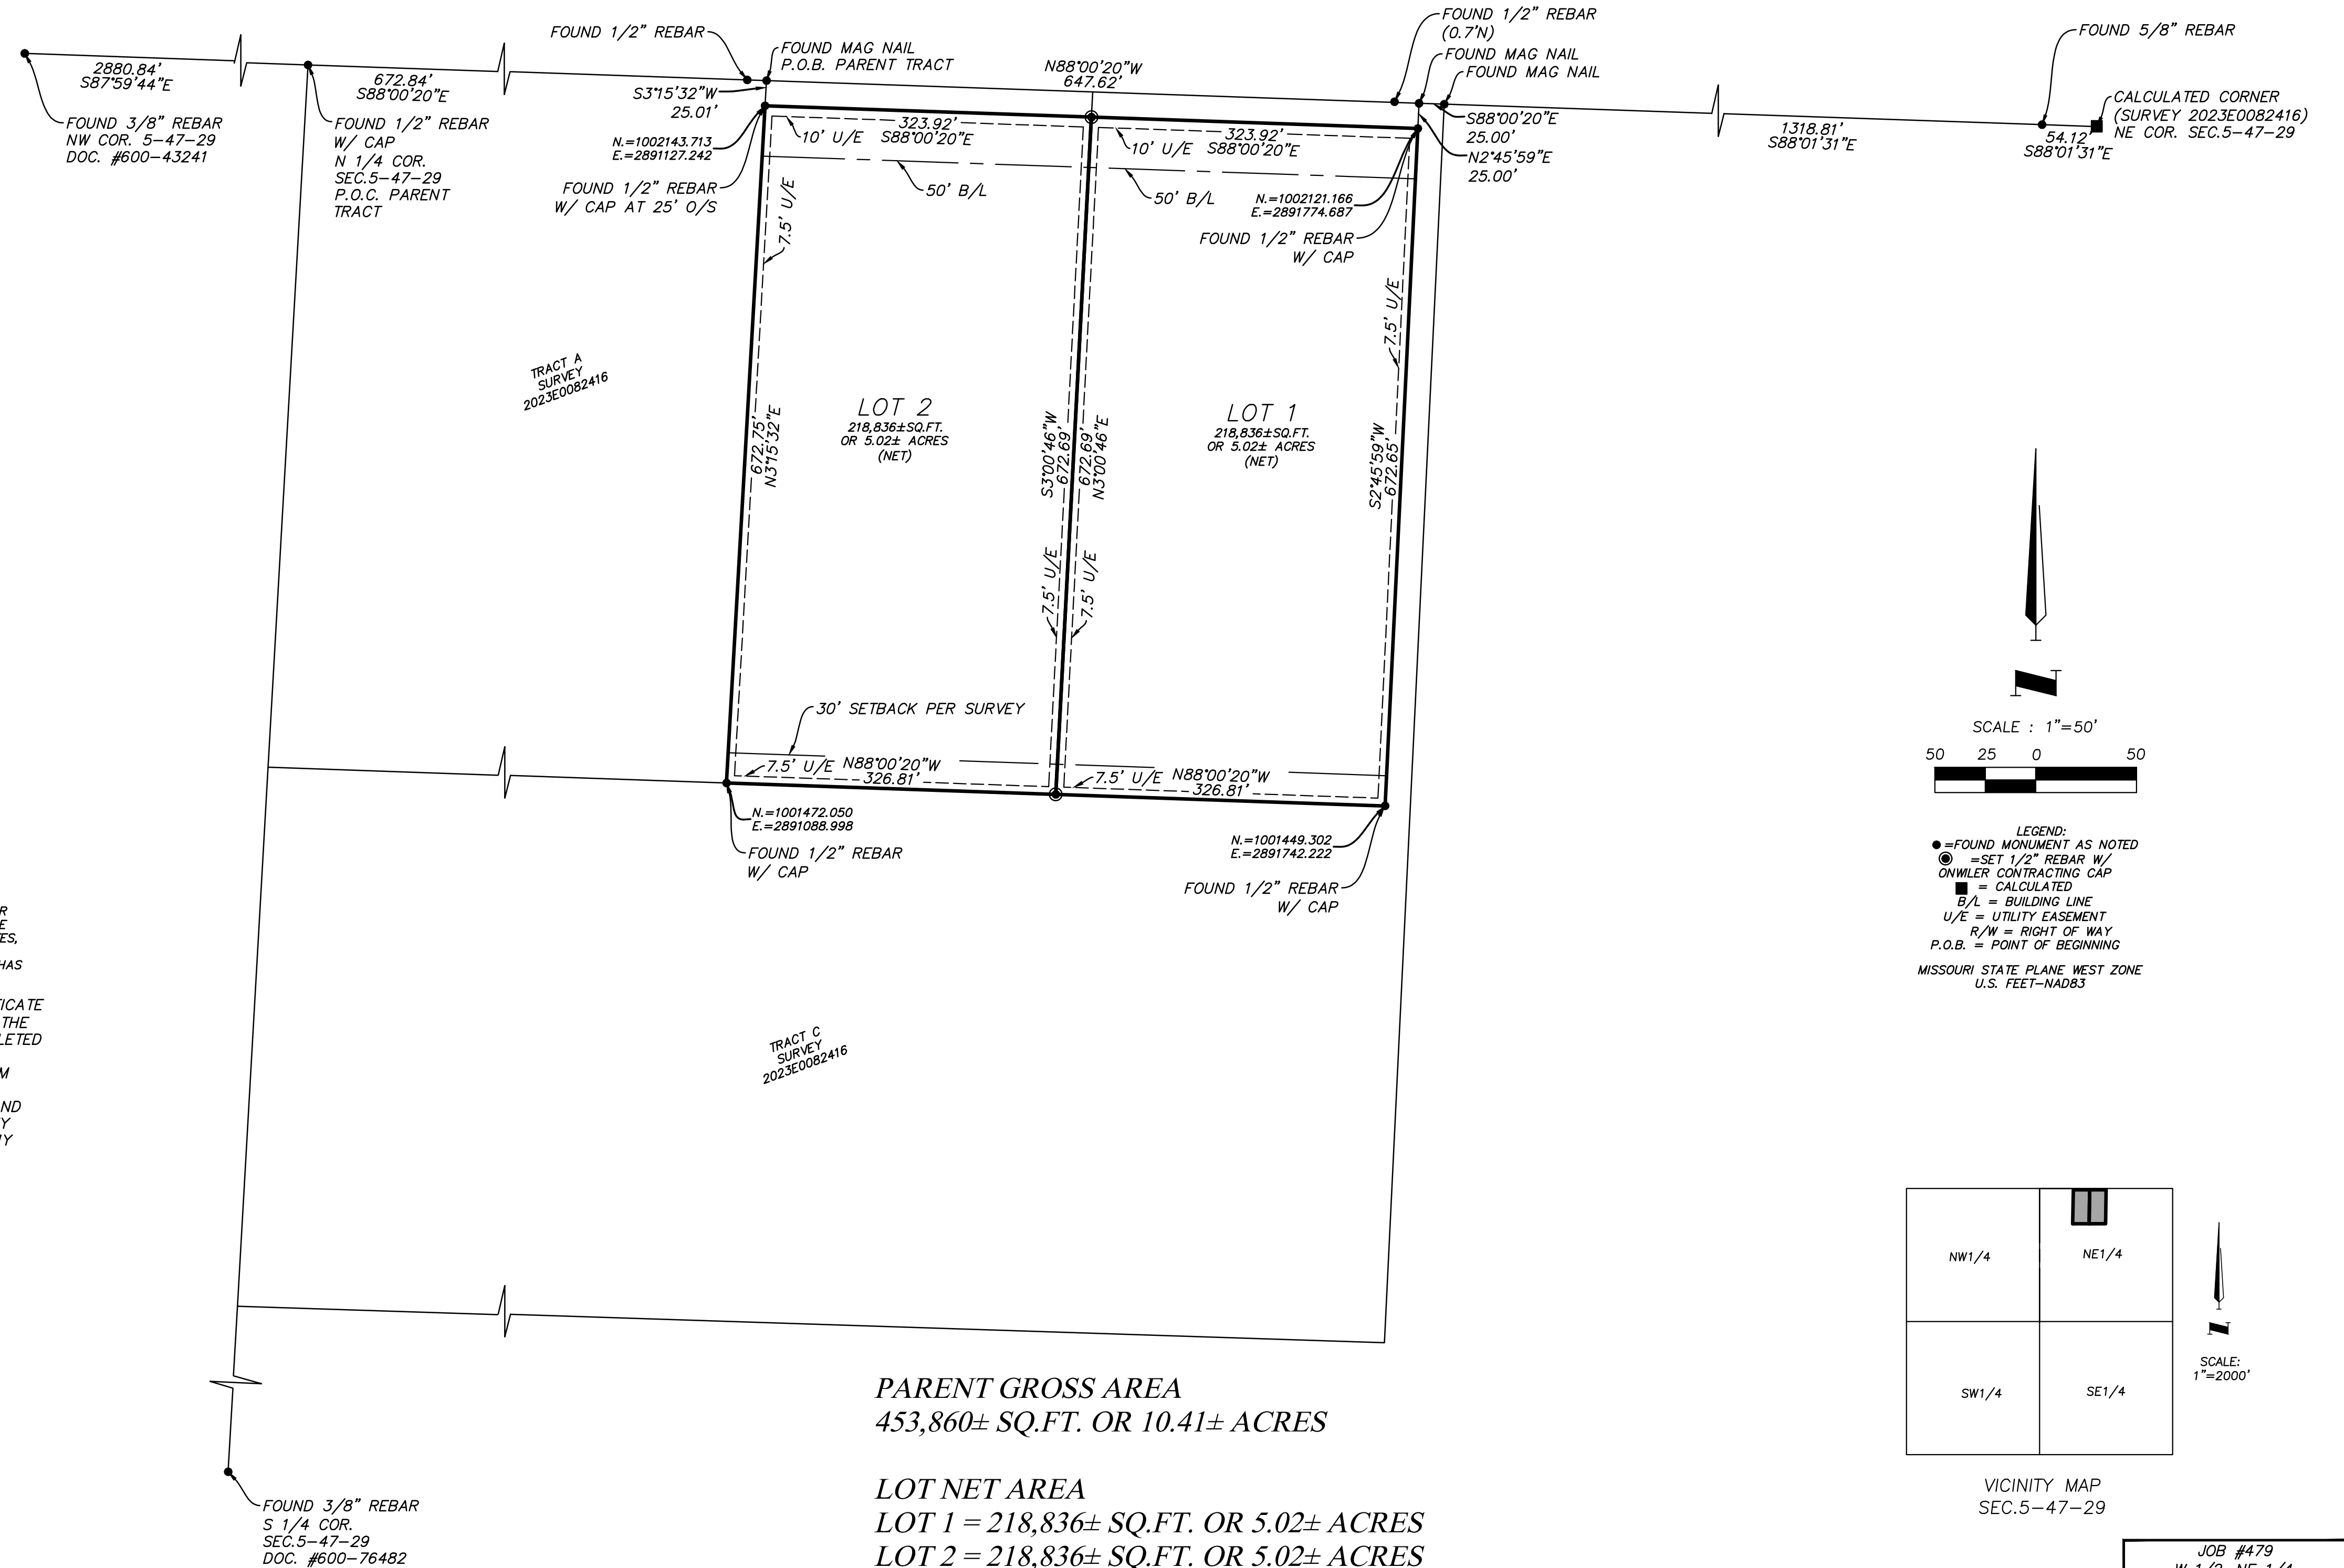 FOUND 1/2" REBAR
FOUND MAG NAIL
P.O.B. PARENT TRACT
N88°00'20"W
647.62'
FOUND 1/2" REBAR
(0.7'N)
FOUND MAG NAIL
FOUND MAG NAIL
FOUND 5/8" REBAR
2880.84'
S87°59'44"E
672.84'
S88°00'20"E
S3°15'32"W
25.01'
S88°00'20"E
25.00'
N2°45'59"E
25.00'
1318.81'
S88°01'31"E
54.12'
S88°01'31"E
CALCULATED CORNER
(SURVEY 2023E0082416)
NE COR. SEC.5-47-29
FOUND 3/8" REBAR
NW COR. 5-47-29
DOC. #600-43241
FOUND 1/2" REBAR
W/ CAP
N 1/4 COR.
SEC.5-47-29
P.O.C. PARENT
TRACT
N.=1002143.713
E.=2891127.242
FOUND 1/2" REBAR
W/ CAP AT 25' O/S
323.92'
10' U/E S88°00'20"E
323.92'
10' U/E S88°00'20"E
50' B/L
50' B/L
N.=1002121.166
E.=2891774.687
FOUND 1/2" REBAR
W/ CAP
7.5' U/E
7.5' U/E
TRACT A
SURVEY
2023E0082416
LOT 2
218,836±SQ.FT.
OR 5.02± ACRES
(NET)
LOT 1
218,836±SQ.FT.
OR 5.02± ACRES
(NET)
672.75'
N3°15'32"E
S3°00'46"W
672.69'
672.69'
N3°00'46"E
S2°45'59"W
672.65'
7.5' U/E
7.5' U/E
30' SETBACK PER SURVEY
7.5' U/E N88°00'20"W
326.81'
7.5' U/E N88°00'20"W
326.81'
N.=1001472.050
E.=2891088.998
FOUND 1/2" REBAR
W/ CAP
N.=1001449.302
E.=2891742.222
FOUND 1/2" REBAR
W/ CAP
N
SCALE : 1"=50'
50 25 0 50
LEGEND:
=FOUND MONUMENT AS NOTED
=SET 1/2" REBAR W/
ONWILER CONTRACTING CAP
= CALCULATED
B/L = BUILDING LINE
U/E = UTILITY EASEMENT
R/W = RIGHT OF WAY
P.O.B. = POINT OF BEGINNING
MISSOURI STATE PLANE WEST ZONE
U.S. FEET-NAD83
R
E
ES,
HAS
ICATE
THE
LETED
M
ND
Y
TRACT C
SURVEY
2023E0082416
NW1/4
NE1/4
SW1/4
SE1/4
N
SCALE:
1"=2000'
VICINITY MAP
SEC.5-47-29
PARENT GROSS AREA
453,860± SQ.FT. OR 10.41± ACRES
LOT NET AREA
LOT 1 = 218,836± SQ.FT. OR 5.02± ACRES
LOT 2 = 218,836± SQ.FT. OR 5.02± ACRES
FOUND 3/8" REBAR
S 1/4 COR.
SEC.5-47-29
DOC. #600-76482
JOB #479
W 1/2, NE 1/4